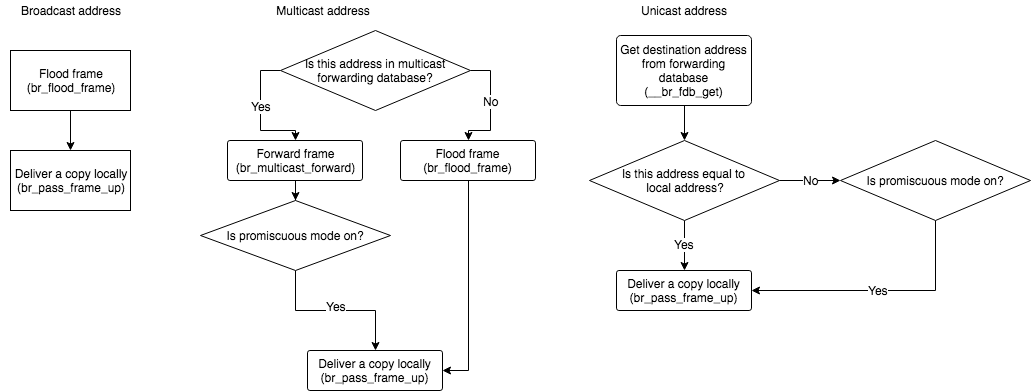 Broadcast address
Flood frame
(br_flood_frame)
Deliver a copy locally
(br_pass_frame_up)
Multicast address
Is this address in multicast
forwarding database?
Yes
No
Forward frame
(br_multicast_forward)
Flood frame
(br_flood_frame)
Is promiscuous mode on?
Yes
Deliver a copy locally
(br_pass_frame_up)
Unicast address
Get destination address
from forwarding
database
(__br_fdb_get)
Is this address equal to
local address?
No
Is promiscuous mode on?
Yes
Deliver a copy locally
(br_pass_frame_up)
Yes